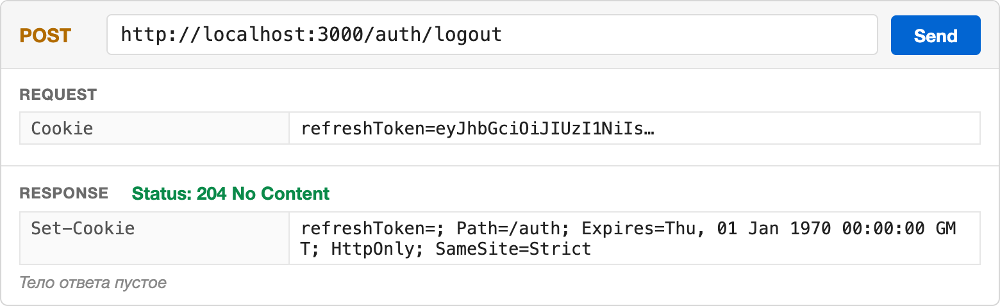 POST http://localhost:3000/auth/logout Send
REQUEST
Cookie refreshToken=eyJhbGciOiJIUzI1NiIs…
RESPONSE Status: 204 No Content
Set-Cookie refreshToken=; Path=/auth; Expires=Thu, 01 Jan 1970 00:00:00 GM
T; HttpOnly; SameSite=Strict
Тело ответа пустое